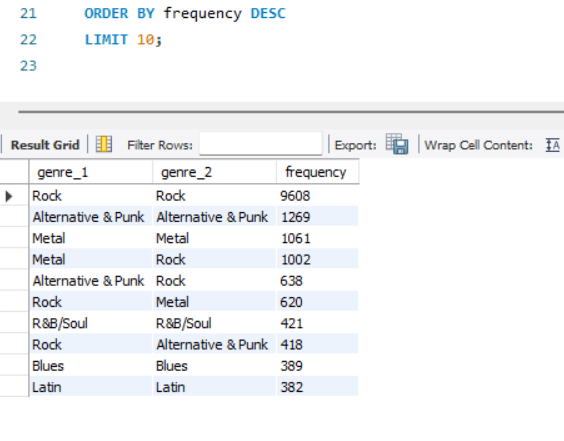 21 ORDER BY frequency DESC
22 LIMIT 10;
23
Result Grid Filter Rows: Export: Wrap Cell Content: IA
genre_1 genre_2 frequency
Rock Rock 9608
Alternative & Punk Alternative & Punk 1269
Metal Metal 1061
Metal Rock 1002
Alternative & Punk Rock 638
Rock Metal 620
R&B/Soul R&B/Soul 421
Rock Alternative & Punk 418
Blues Blues 389
Latin Latin 382